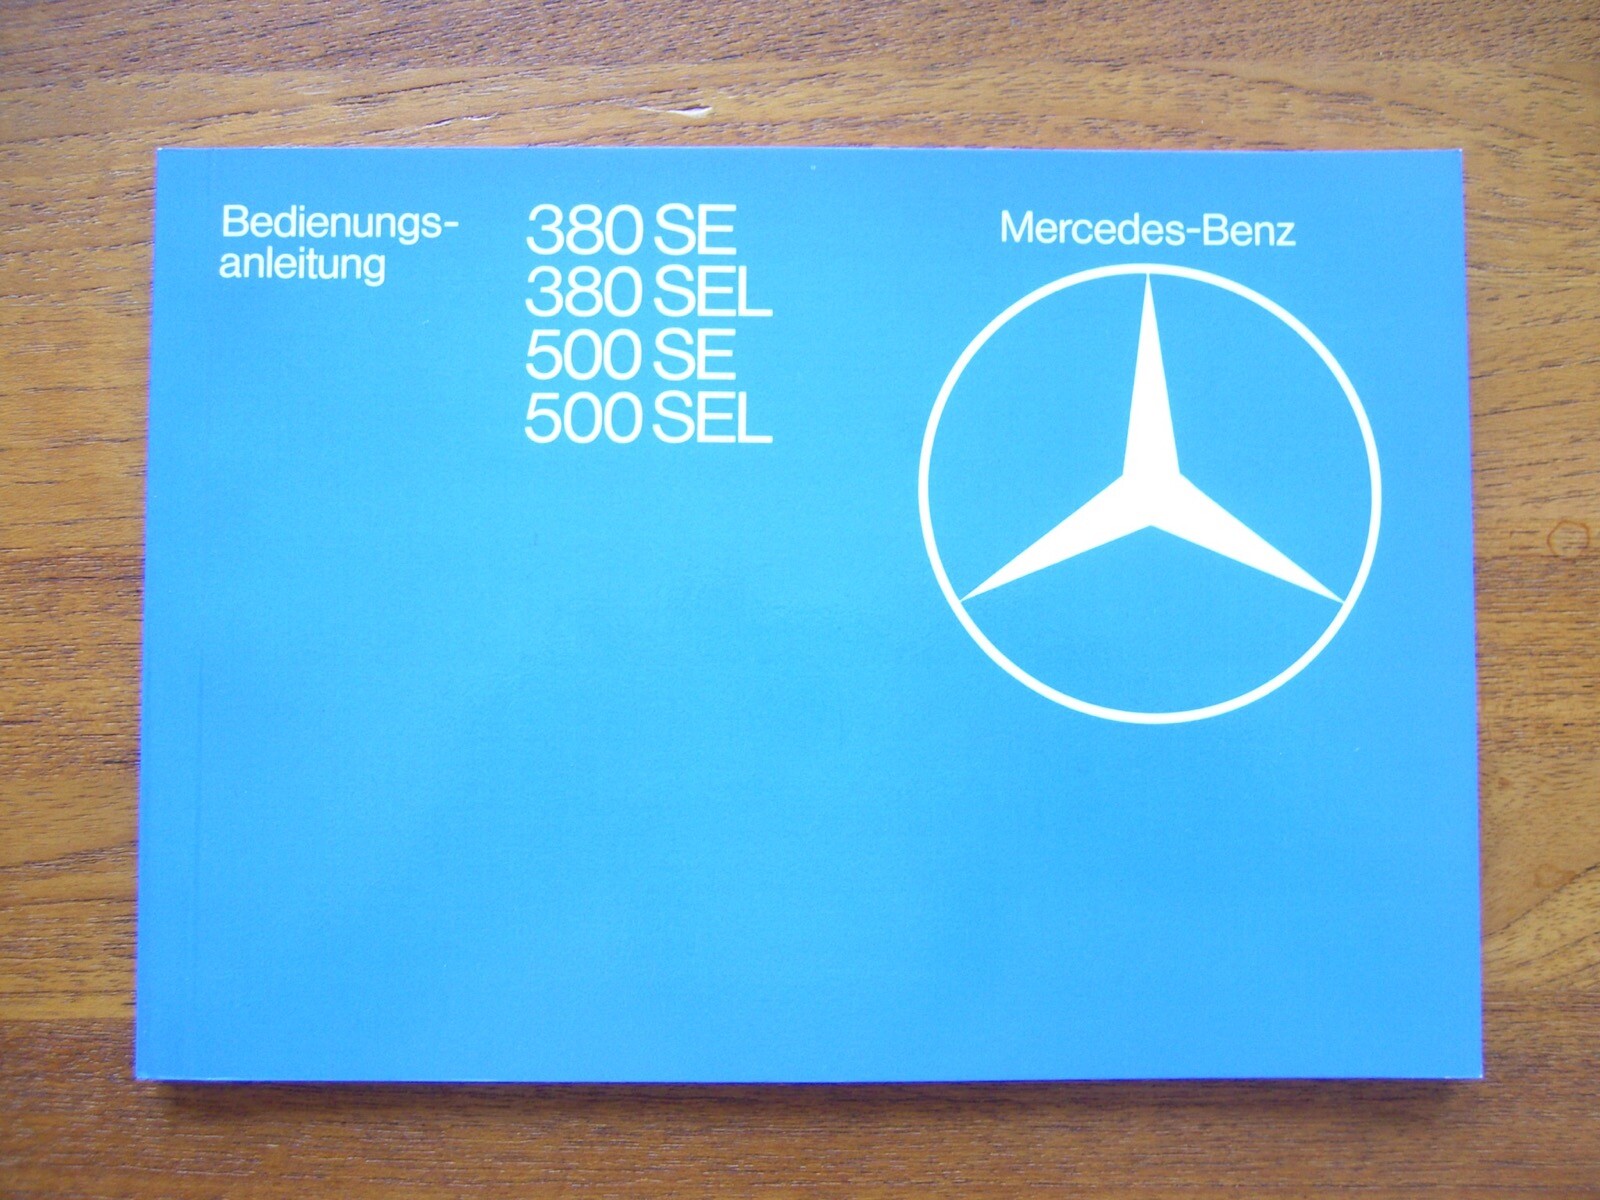 Bedienungs-
anleitung
380 SE
380 SEL
500 SE
500 SEL
Mercedes-Benz